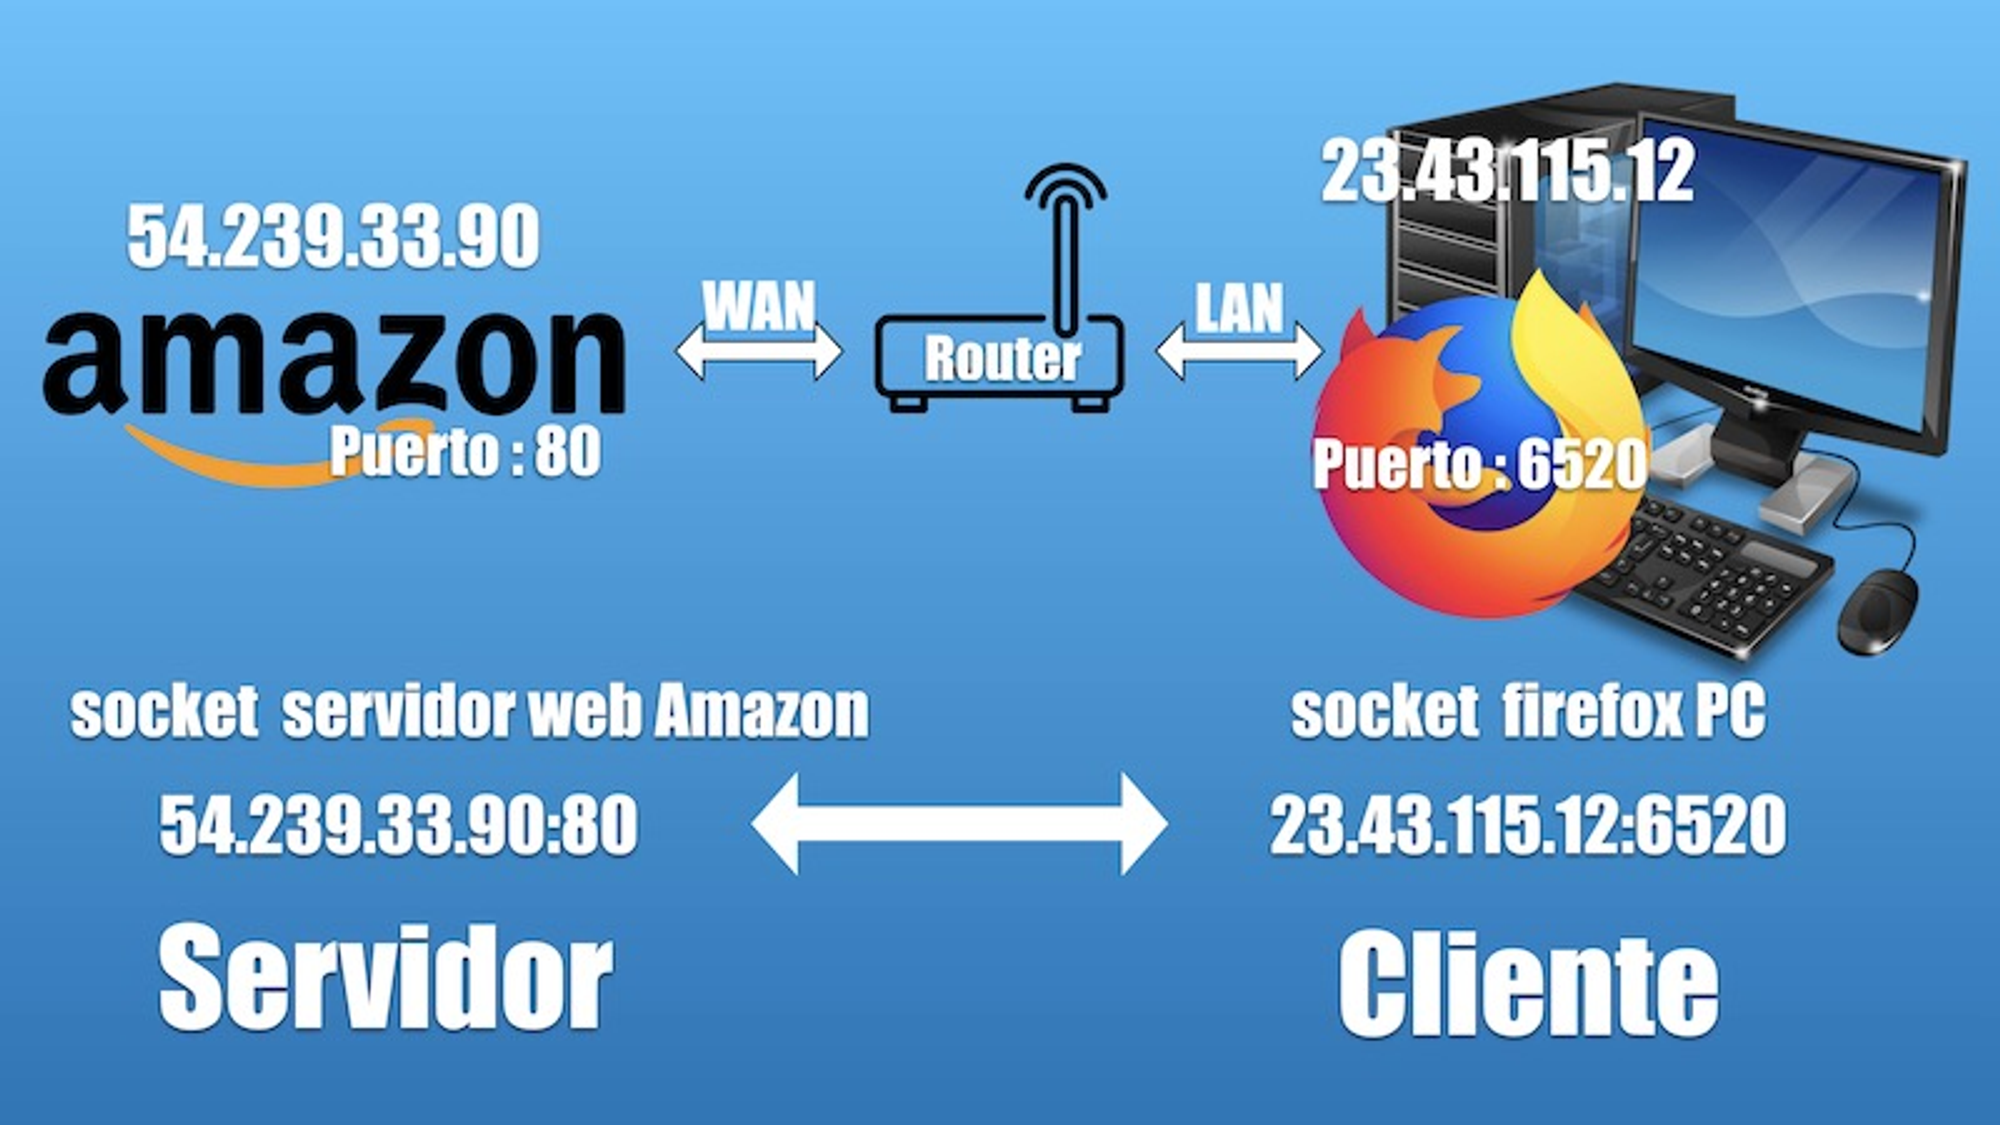 23.43.115.12
54.239.33.90
amazon
WAN
Router
LAN
Puerto : 80
Puerto : 6520
socket servidor web Amazon
socket firefox PC
54.239.33.90:80
23.43.115.12:6520
Servidor
Cliente